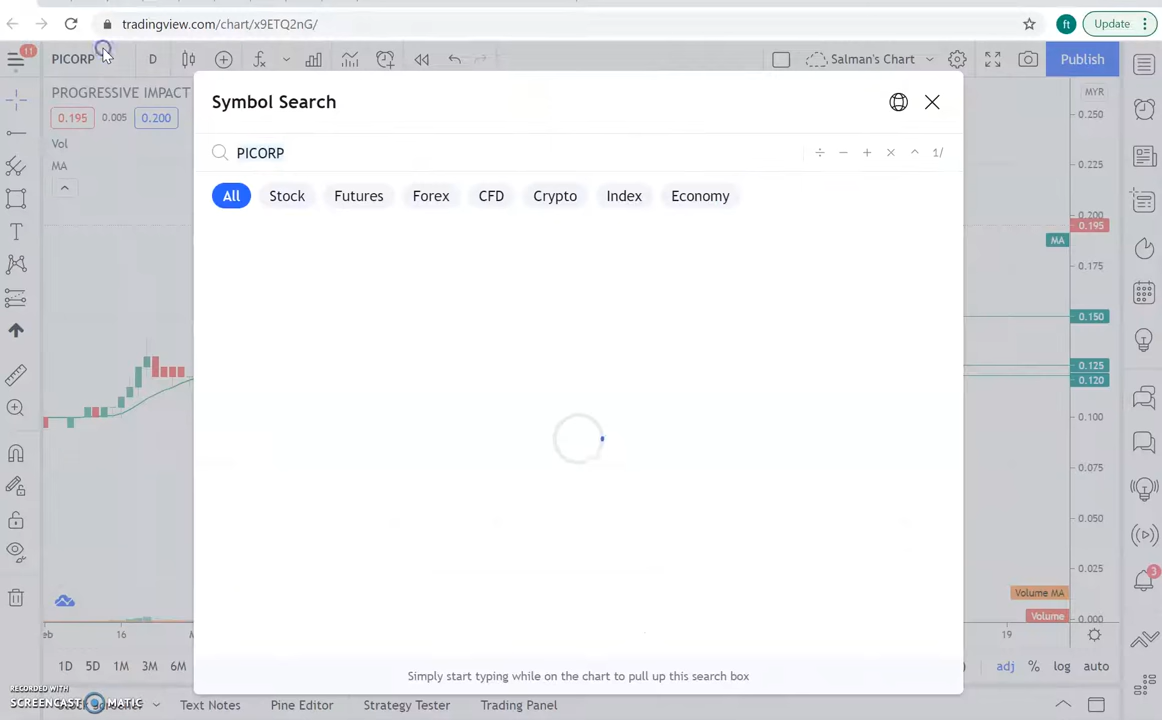 tradingview.com/chart/x9ETQ2nG/
ft
Update
11
PICORP
D
Salman's Chart
Publish
PROGRESSIVE IMPACT
0.195
0.005
0.200
Vol
MA
Symbol Search
PICORP
1/
All
Stock
Futures
Forex
CFD
Crypto
Index
Economy
MYR
0.250
0.225
0.200
0.195
MA
0.175
0.150
0.125
0.120
0.100
0.075
0.050
0.025
Volume MA
0.000
Volume
eb
16
19
3
1D
5D
1M
3M
6M
adj
%
log
auto
Simply start typing while on the chart to pull up this search box
RECORDED WITH
SCREENCAST MATIC
Text Notes
Pine Editor
Strategy Tester
Trading Panel